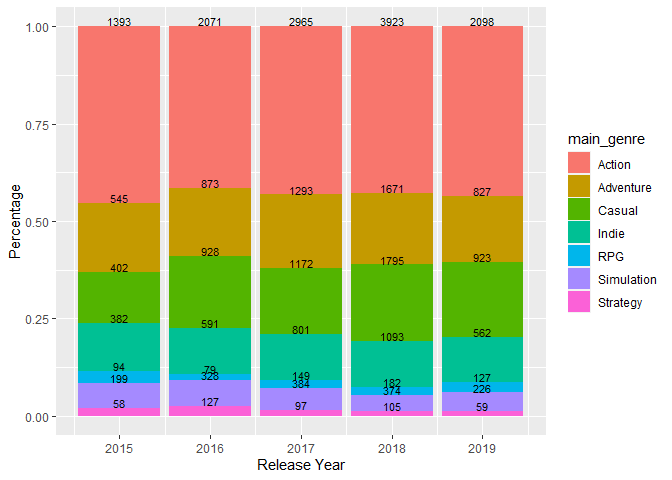 1.00
0.75
0.50
0.25
0.00
Percentage
1393 2071 2965 3923 2098
545 873 1293 1671 827
402 928 1172 1795 923
382 591 801 1093 562
94 79 149 182 127
199 328 384 374 226
58 127 97 105 59
2015 2016 2017 2018 2019
Release Year
main_genre
Action
Adventure
Casual
Indie
RPG
Simulation
Strategy